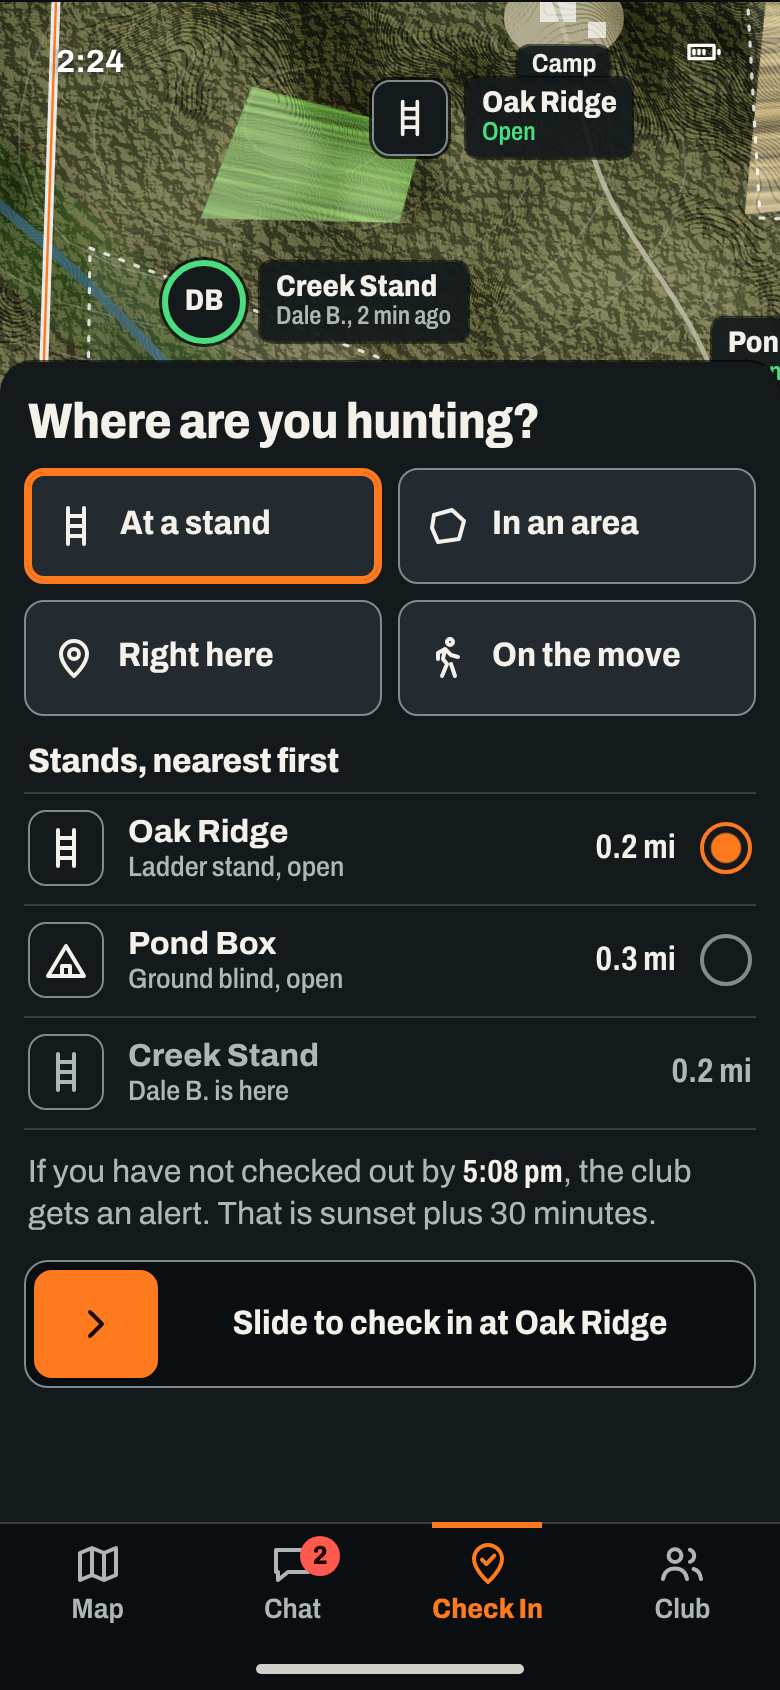 2:24
Camp
Oak Ridge
Open
DB
Creek Stand
Dale B., 2 min ago
Where are you hunting?
At a stand
In an area
Right here
On the move
Stands, nearest first
Oak Ridge
Ladder stand, open
0.2 mi
Pond Box
Ground blind, open
0.3 mi
Creek Stand
Dale B. is here
0.2 mi
If you have not checked out by 5:08 pm, the club
gets an alert. That is sunset plus 30 minutes.
Slide to check in at Oak Ridge
Map
2
Chat
Check In
Club